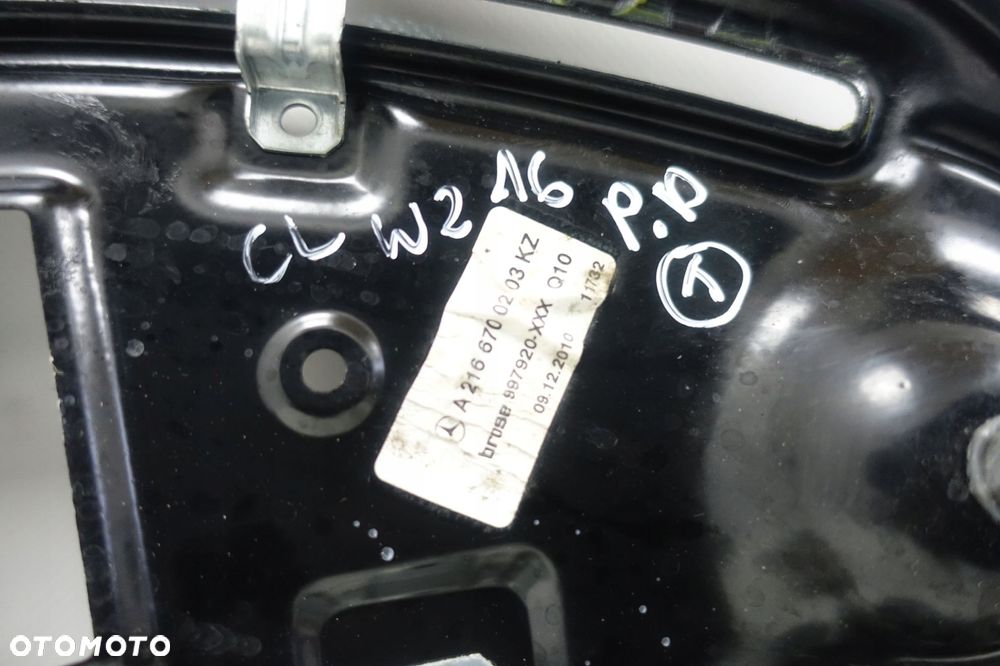 CL W216 P.P
T
A 216 670 02 03 KZ
brose 997920-XXX Q10
09.12.2010 11732
OTOMOTO